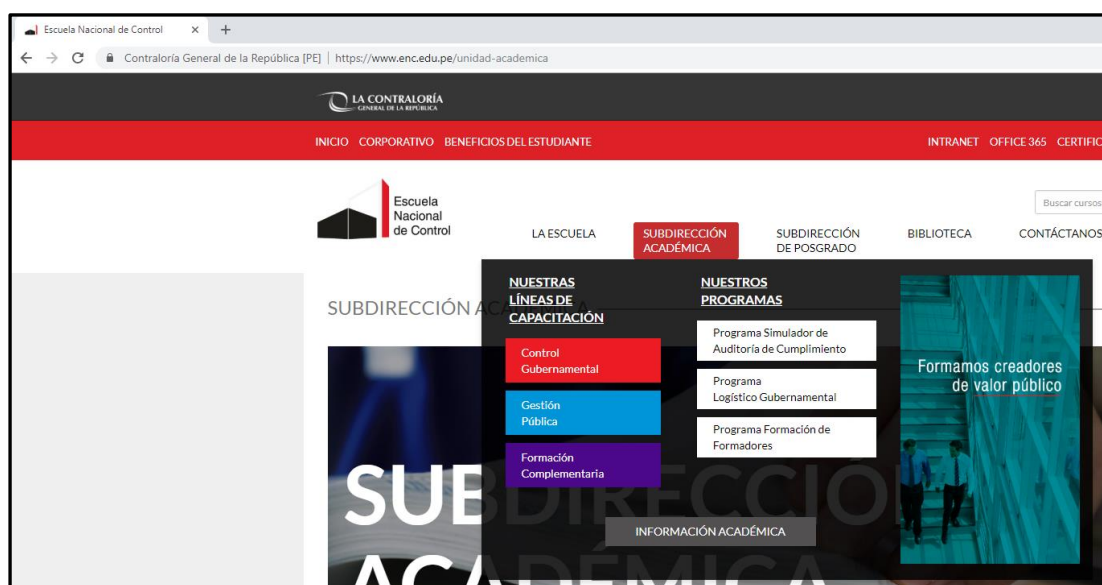 Escuela Nacional de Control
Contraloría General de la República [PE] | https://www.enc.edu.pe/unidad-academica
LA CONTRALORÍA
GENERAL DE LA REPÚBLICA
INICIO CORPORATIVO BENEFICIOS DEL ESTUDIANTE INTRANET OFFICE 365 CERTIFIC
Escuela
Nacional
de Control
Buscar cursos
LA ESCUELA
SUBDIRECCIÓN
ACADÉMICA
SUBDIRECCIÓN
DE POSGRADO
BIBLIOTECA
CONTÁCTANOS
SUBDIRECCIÓN ACADÉMICA
NUESTRAS
LÍNEAS DE
CAPACITACIÓN
Control
Gubernamental
Gestión
Pública
Formación
Complementaria
NUESTROS
PROGRAMAS
Programa Simulador de
Auditoría de Cumplimiento
Programa
Logístico Gubernamental
Programa Formación de
Formadores
Formamos creadores
de valor público
INFORMACIÓN ACADÉMICA
SUBDIRECCIÓN
ACADÉMICA